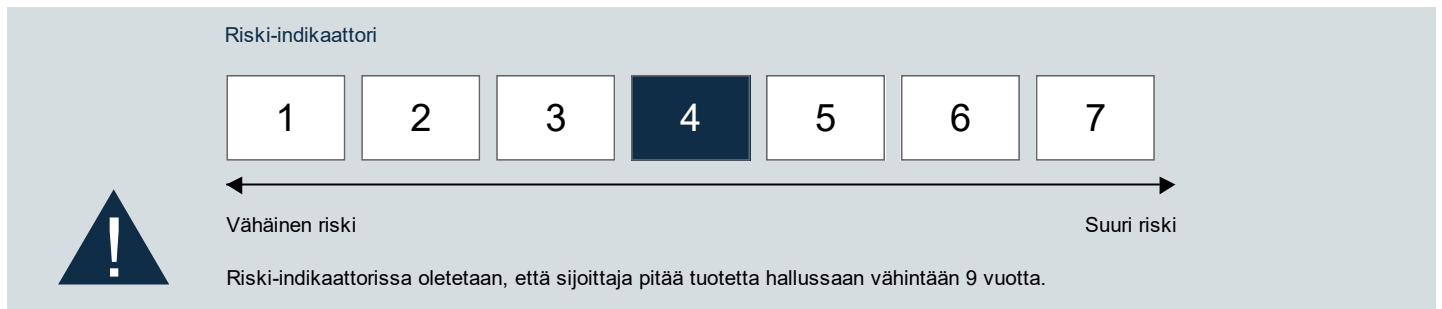 Riski-indikaattori
1 2 3 4 5 6 7
Vähäinen riski Suuri riski
!
Riski-indikaattorissa oletetaan, että sijoittaja pitää tuotetta hallussaan vähintään 9 vuotta.